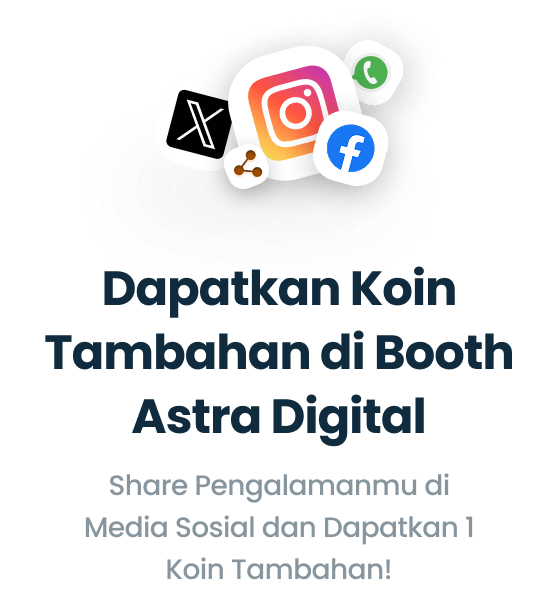 Dapatkan Koin
Tambahan di Booth
Astra Digital
Share Pengalamanmu di
Media Sosial dan Dapatkan 1
Koin Tambahan!